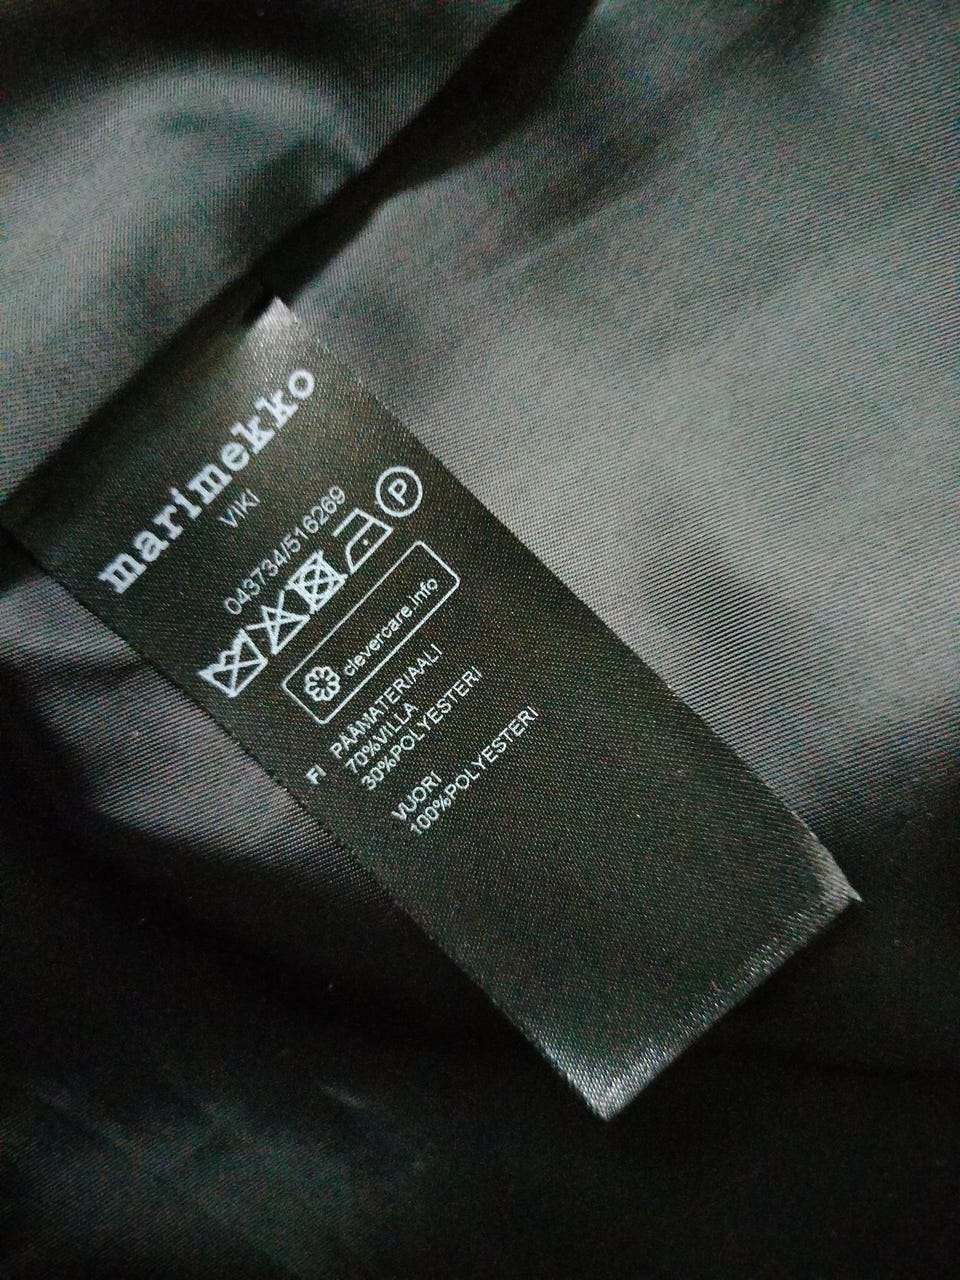 marimekko
VIKI
043734/516269
P
clevercare.info
FI PÄÄMATERIAALI
70%VILLA
30%POLYESTERI
VUORI
100%POLYESTERI